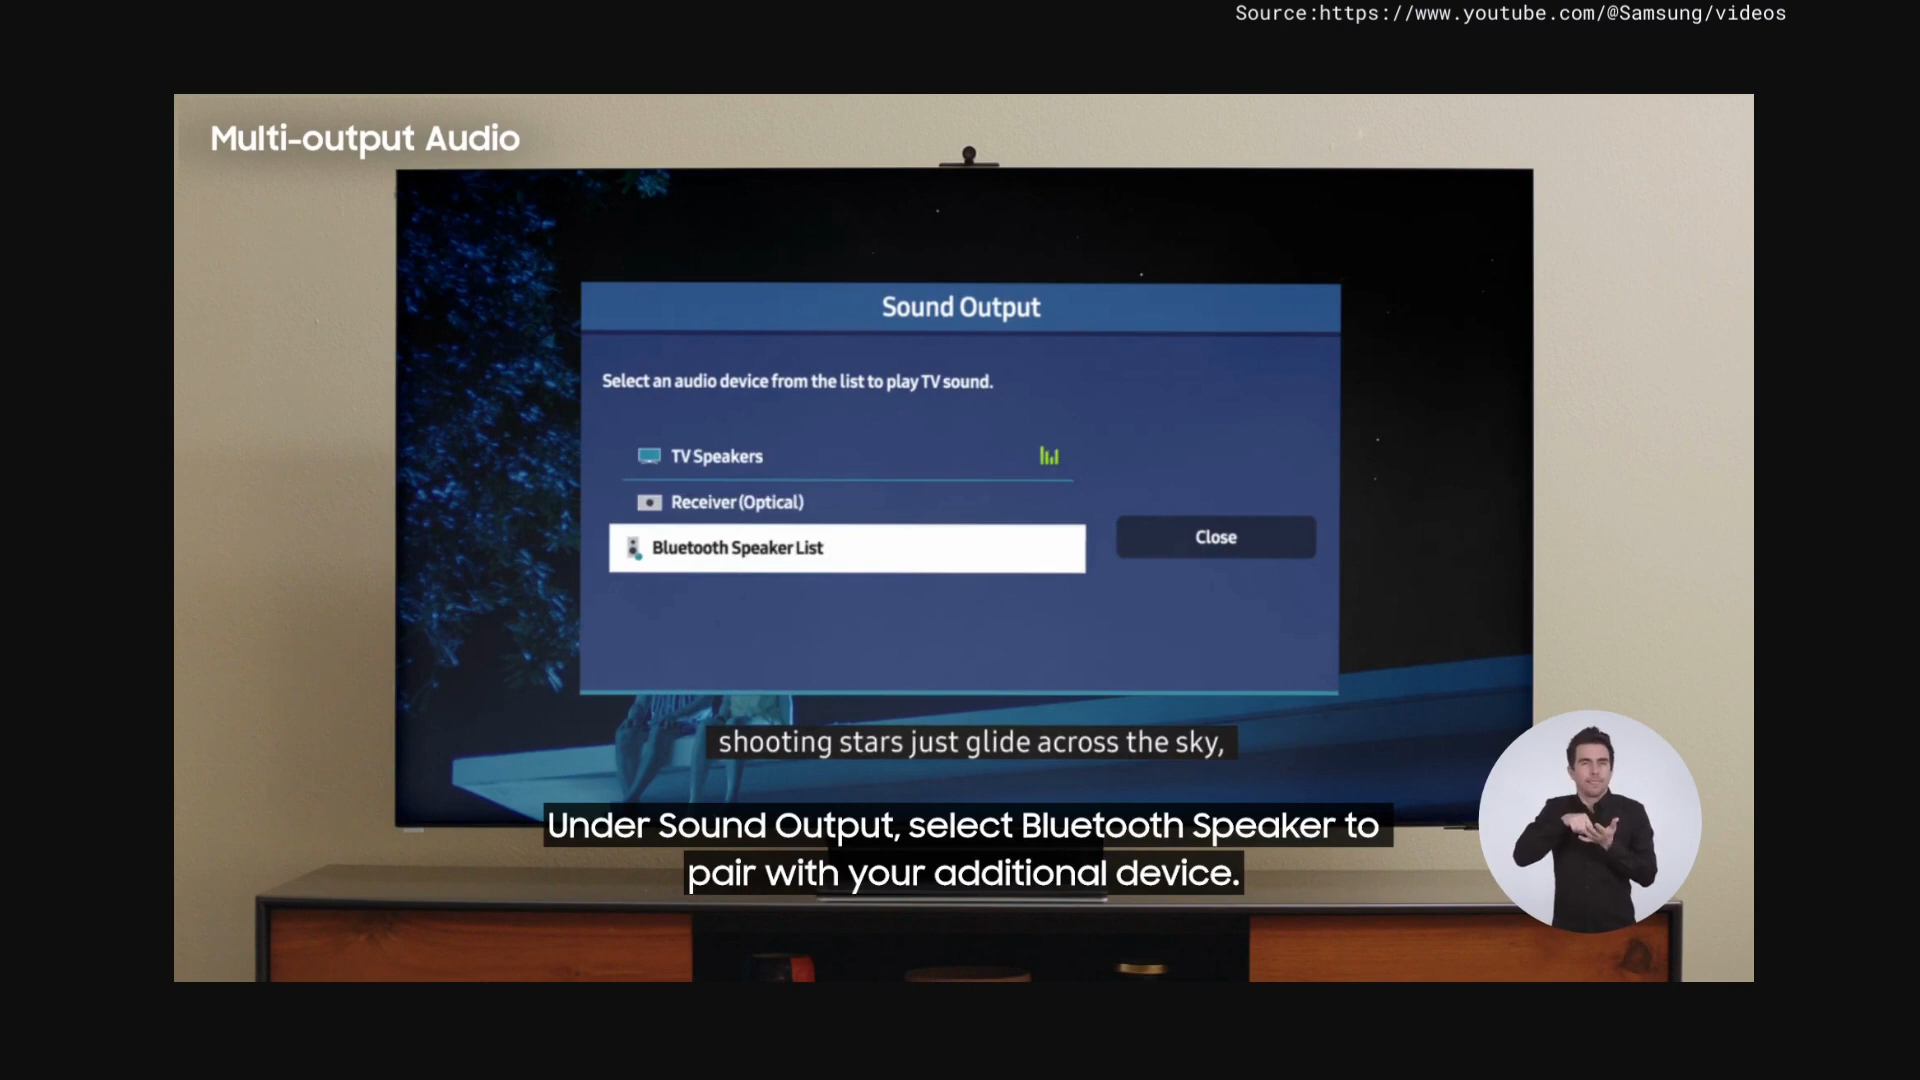 Source:https://www.youtube.com/@Samsung/videos
Multi-output Audio
Sound Output
Select an audio device from the list to play TV sound.
TV Speakers
Receiver (Optical)
Bluetooth Speaker List
Close
shooting stars just glide across the sky,
Under Sound Output, select Bluetooth Speaker to
pair with your additional device.